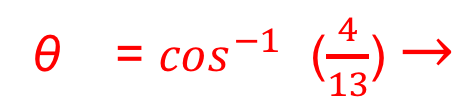 θ = cos⁻¹ (4/13) →